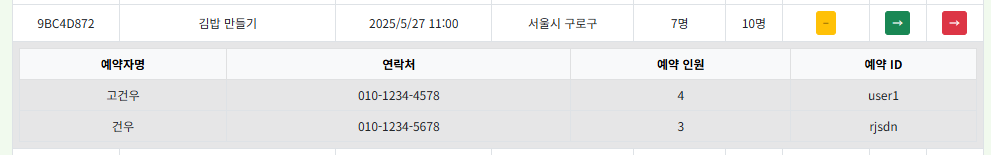 9BC4D872 김밥 만들기 2025/5/27 11:00 서울시 구로구 7명 10명 − → →
예약자명 연락처 예약 인원 예약 ID
고건우 010-1234-4578 4 user1
건우 010-1234-5678 3 rjsdn